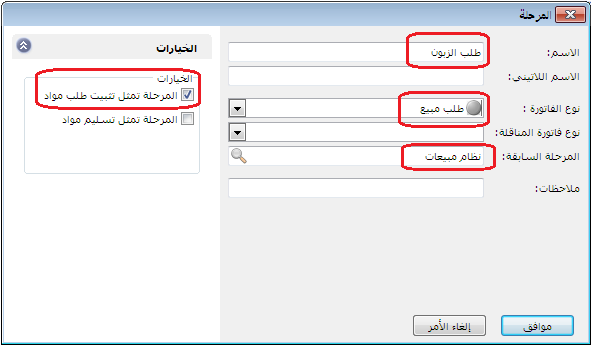 المرحلة
الاسم: طلب الزبون
الاسم اللاتيني:
نوع الفاتورة : طلب مبيع
نوع فاتورة المناقلة:
المرحلة السابقة: نظام مبيعات
ملاحظات:
الخيارات
الخيارات
المرحلة تمثل تثبيت طلب مواد
المرحلة تمثل تسليم مواد
موافق
إلغاء الأمر